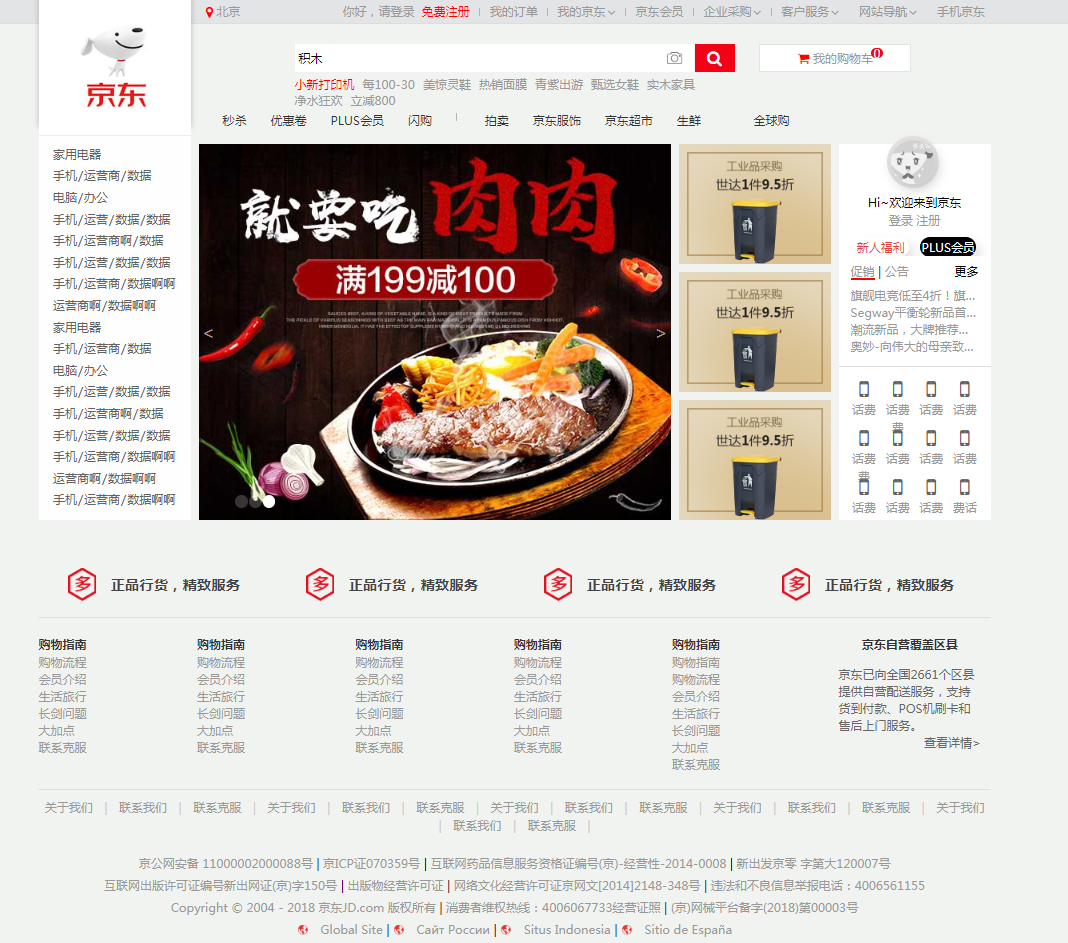 北京 你好，请登录 免费注册 | 我的订单 | 我的京东 | 京东会员 | 企业采购 | 客户服务 网站导航 手机京东
京东
积木
我的购物车 0
小新打印机 每100-30 美惊灵鞋 热销面膜 青紫出游 甄选女鞋 实木家具
净水狂欢 立减800
秒杀 优惠卷 PLUS会员 闪购 | 拍卖 京东服饰 京东超市 生鲜 全球购
家用电器
手机/运营商/数据
电脑/办公
手机/运营/数据/数据
手机/运营商啊/数据
手机/运营/数据/数据
手机/运营商/数据啊啊
运营商啊/数据啊啊
家用电器
手机/运营商/数据
电脑/办公
手机/运营/数据/数据
手机/运营商啊/数据
手机/运营/数据/数据
手机/运营商/数据啊啊
运营商啊/数据啊啊
手机/运营商/数据啊啊
就要吃肉肉
满199减100
< >
工业品采购
世达1件9.5折
工业品采购
世达1件9.5折
工业品采购
世达1件9.5折
Hi~欢迎来到京东
登录 注册
新人福利 PLUS会员
促销 | 公告 更多
旗舰电竞低至4折！旗...
Segway平衡轮新品首...
潮流新品，大牌推荐...
奥妙-向伟大的母亲致...
话费 话费 话费 话费
费
话费 话费 话费 话费
费
话费 话费 话费 费话
多 正品行货，精致服务 多 正品行货，精致服务 多 正品行货，精致服务 多 正品行货，精致服务
购物指南
购物流程
会员介绍
生活旅行
长剑问题
大加点
联系克服
购物指南
购物流程
会员介绍
生活旅行
长剑问题
大加点
联系克服
购物指南
购物流程
会员介绍
生活旅行
长剑问题
大加点
联系克服
购物指南
购物流程
会员介绍
生活旅行
长剑问题
大加点
联系克服
购物指南
购物指南
购物流程
会员介绍
生活旅行
长剑问题
大加点
联系克服
京东自营覆盖区县
京东已向全国2661个区县
提供自营配送服务，支持
货到付款、POS机刷卡和
售后上门服务。
查看详情>
关于我们 | 联系我们 | 联系克服 | 关于我们 | 联系我们 | 联系克服 | 关于我们 | 联系我们 | 联系克服 | 关于我们 | 联系我们 | 联系克服 | 关于我们
| 联系我们 | 联系克服 |
京公网安备 11000002000088号 | 京ICP证070359号 | 互联网药品信息服务资格证编号(京)-经营性-2014-0008 | 新出发京零 字第大120007号
互联网出版许可证编号新出网证(京)字150号 | 出版物经营许可证 | 网络文化经营许可证京网文[2014]2148-348号 | 违法和不良信息举报电话：4006561155
Copyright © 2004 - 2018 京东JD.com 版权所有 | 消费者维权热线：4006067733经营证照 | (京)网械平台备字(2018)第00003号
Global Site | Сайт России | Situs Indonesia | Sitio de España